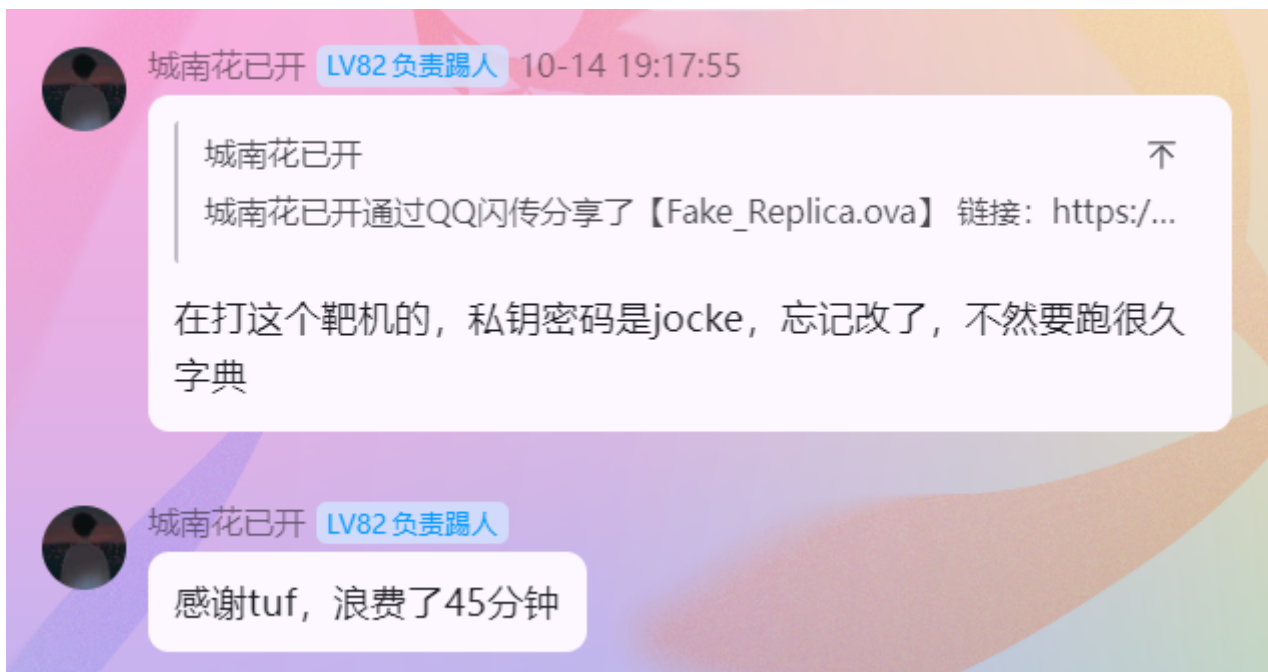 城南花已开 LV82 负责踢人 10-14 19:17:55
城南花已开
城南花已开通过QQ闪传分享了【Fake_Replica.ova】 链接：https:/...
在打这个靶机的，私钥密码是jocke，忘记改了，不然要跑很久
字典
城南花已开 LV82 负责踢人
感谢tuf，浪费了45分钟